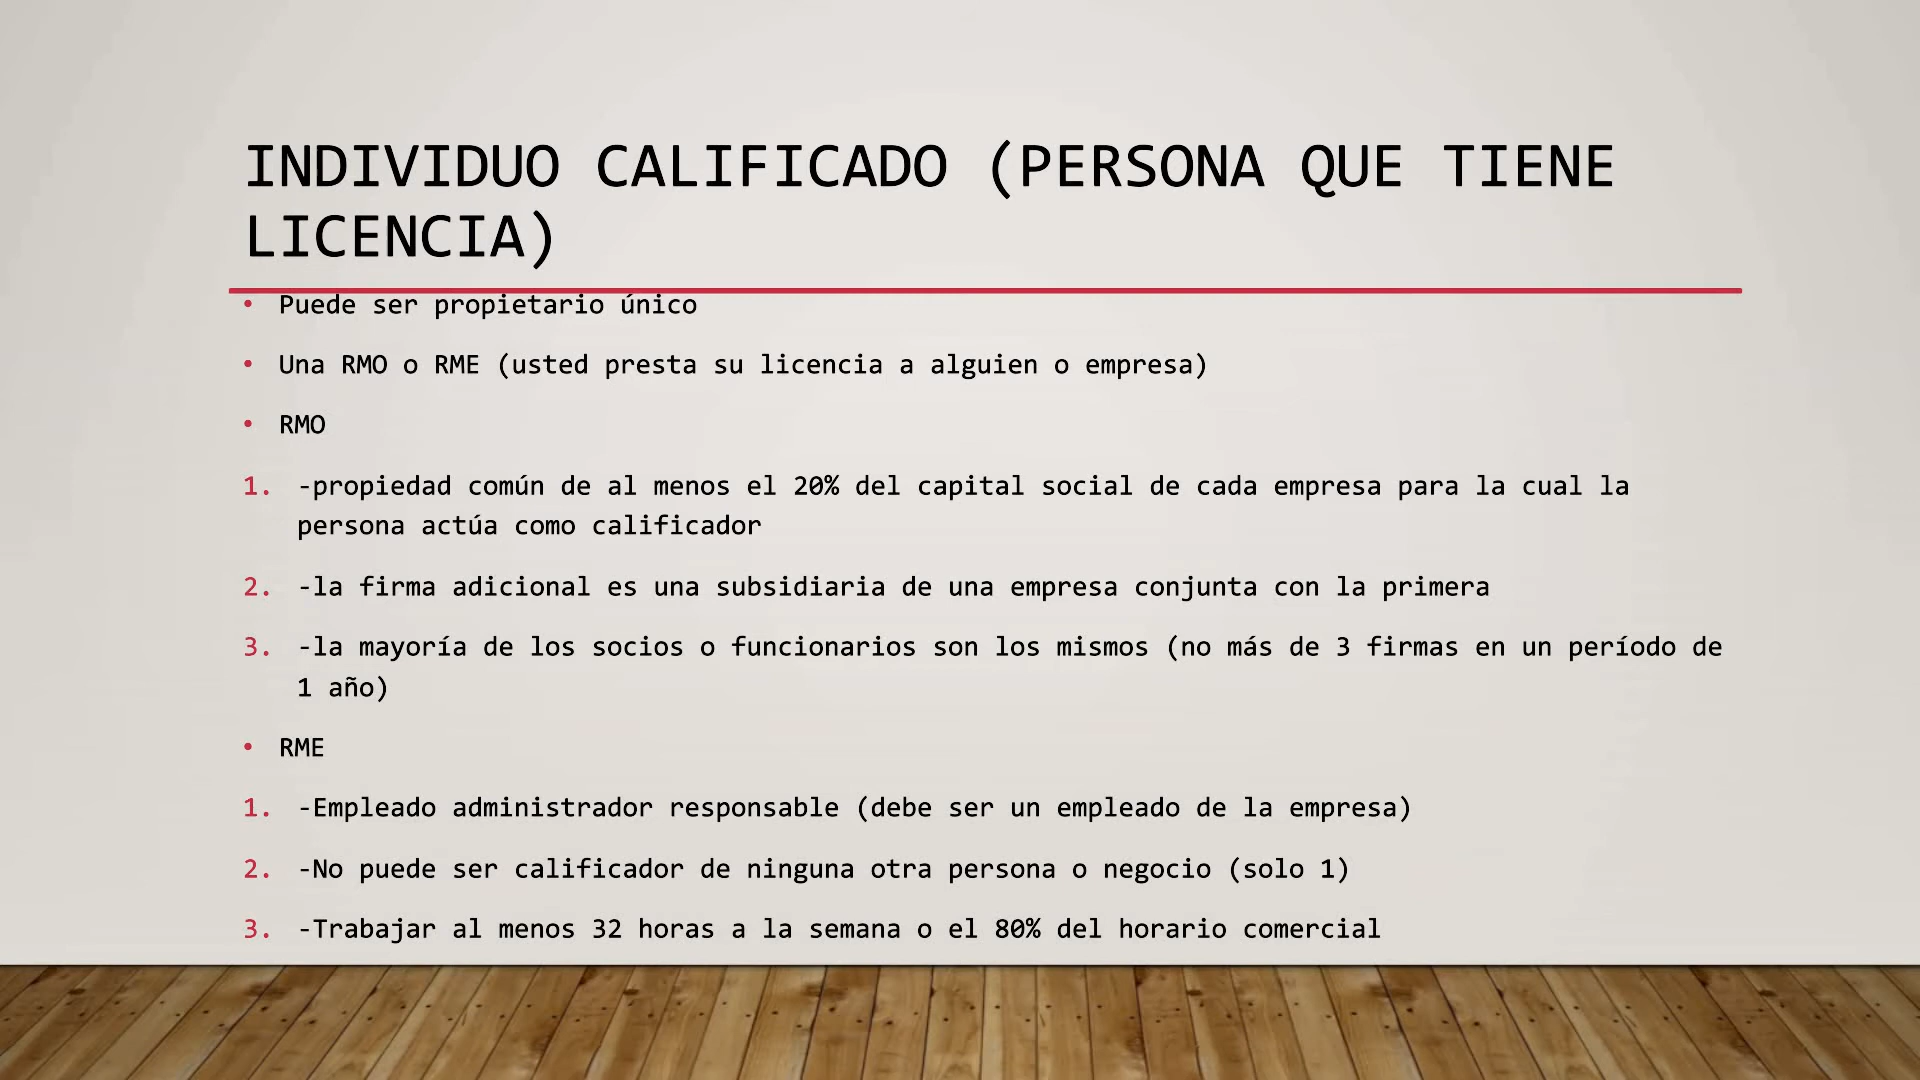 INDIVIDUO CALIFICADO (PERSONA QUE TIENE
LICENCIA)
• Puede ser propietario único
• Una RMO o RME (usted presta su licencia a alguien o empresa)
• RMO
1. -propiedad común de al menos el 20% del capital social de cada empresa para la cual la
persona actúa como calificador
2. -la firma adicional es una subsidiaria de una empresa conjunta con la primera
3. -la mayoría de los socios o funcionarios son los mismos (no más de 3 firmas en un período de
1 año)
• RME
1. -Empleado administrador responsable (debe ser un empleado de la empresa)
2. -No puede ser calificador de ninguna otra persona o negocio (solo 1)
3. -Trabajar al menos 32 horas a la semana o el 80% del horario comercial